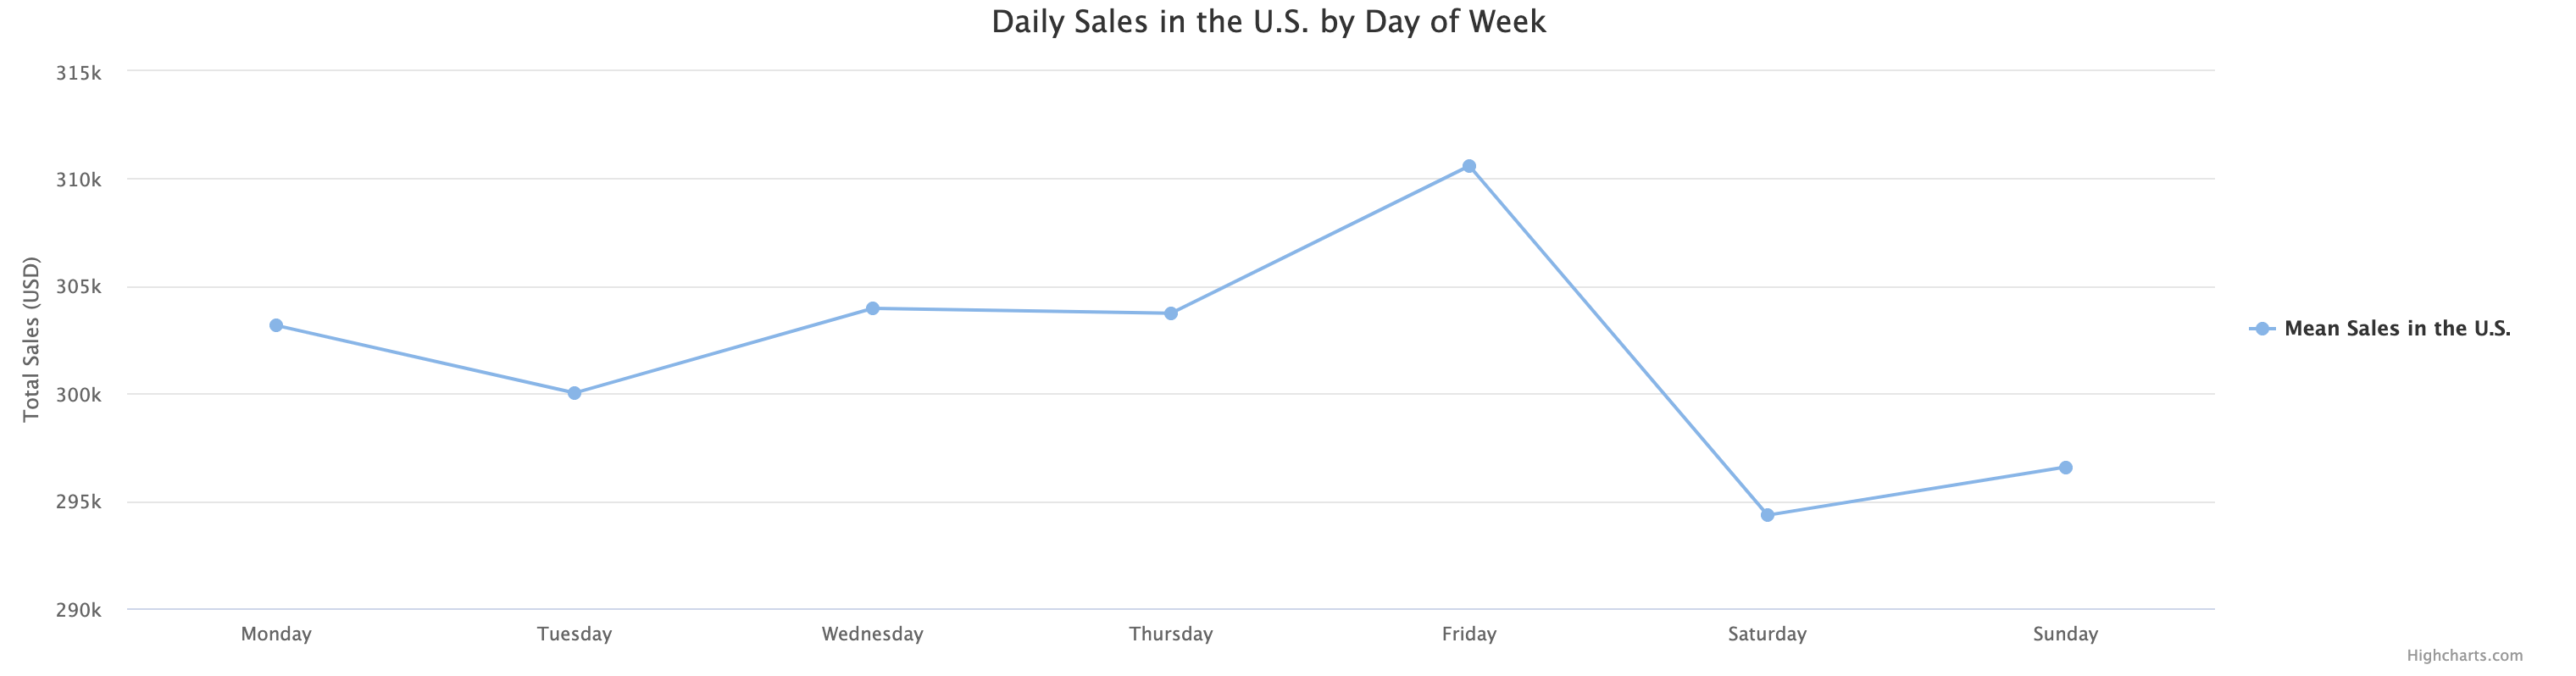 Daily Sales in the U.S. by Day of Week
Total Sales (USD)
315k
310k
305k
300k
295k
290k
Monday Tuesday Wednesday Thursday Friday Saturday Sunday
Mean Sales in the U.S.
Highcharts.com